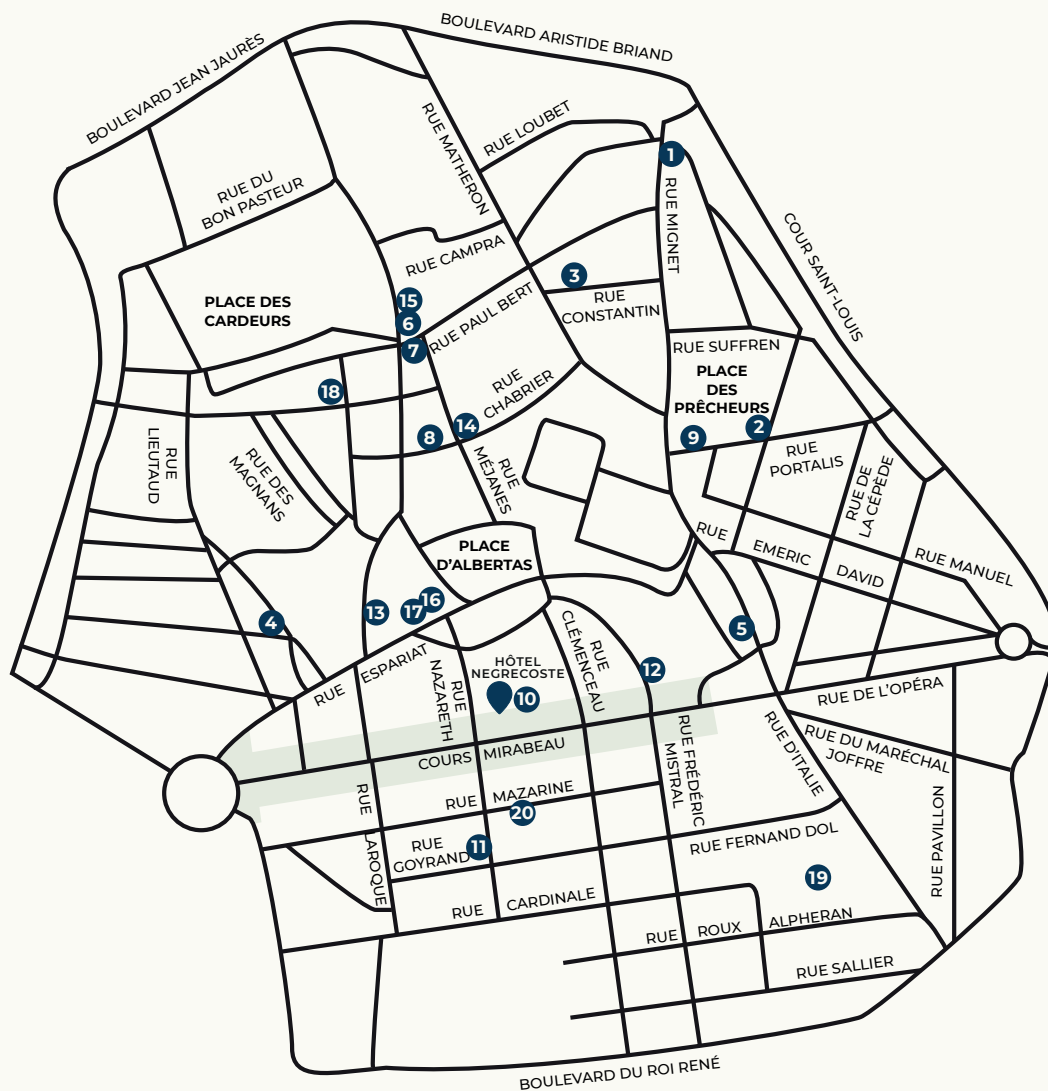 BOULEVARD ARISTIDE BRIAND
BOULEVARD JEAN JAURÈS
RUE MATHERON
RUE LOUBET
1
RUE DU
BON PASTEUR
RUE MIGNET
COUR SAINT-LOUIS
RUE CAMPRA
3
RUE
CONSTANTIN
PLACE DES
CARDEURS
15
6
7
RUE PAUL BERT
RUE SUFFREN
PLACE
DES
PRÊCHEURS
RUE
CHABRIER
18
14
8
9
2
RUE
LIEUTAUD
RUE DES
MAGNANS
RUE
MÉJANES
RUE
PORTALIS
RUE DE
LA CÉPÈDE
RUE EMERIC DAVID
RUE MANUEL
PLACE
D'ALBERTAS
16
17
13
4
5
RUE ESPARIAT
RUE
NAZARETH
HÔTEL
NEGRECOSTE
10
RUE
CLÉMENCEAU
12
RUE DE L'OPÉRA
COURS MIRABEAU
RUE FRÉDÉRIC
MISTRAL
RUE D'ITALIE
RUE DU MARÉCHAL
JOFFRE
RUE LAROQUE
RUE MAZARINE
20
RUE
GOYRAND
11
RUE FERNAND DOL
RUE PAVILLON
19
RUE CARDINALE
RUE ROUX ALPHERAN
RUE SALLIER
BOULEVARD DU ROI RENÉ